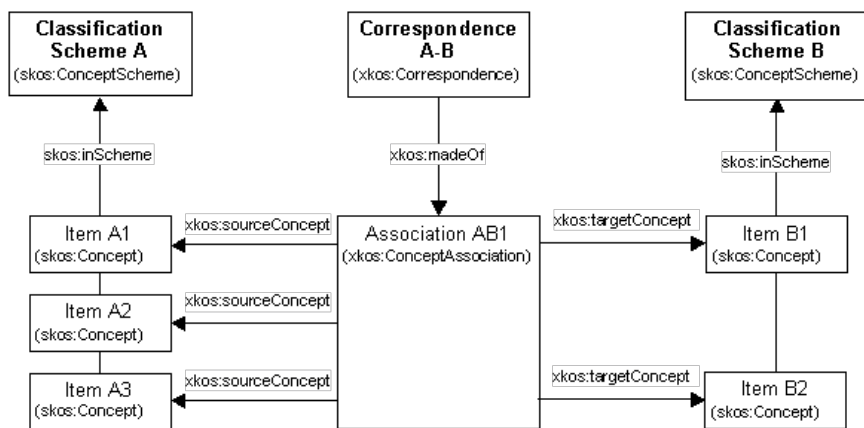 Classification
Scheme A
(skos:ConceptScheme)
Correspondence
A-B
(xkos:Correspondence)
Classification
Scheme B
(skos:ConceptScheme)
skos:inScheme
xkos:madeOf
skos:inScheme
Item A1
(skos:Concept)
xkos:sourceConcept
Association AB1
(xkos:ConceptAssociation)
xkos:targetConcept
Item B1
(skos:Concept)
Item A2
(skos:Concept)
xkos:sourceConcept
Item A3
(skos:Concept)
xkos:sourceConcept
xkos:targetConcept
Item B2
(skos:Concept)